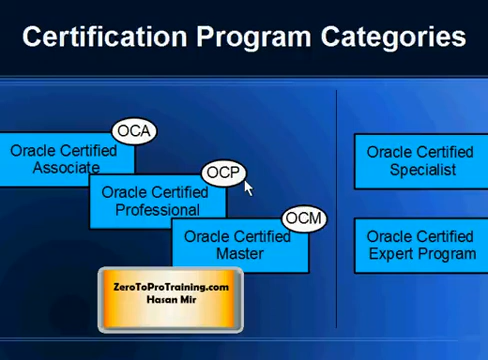 Certification Program Categories
OCA
Oracle Certified
Associate
OCP
Oracle Certified
Professional
OCM
Oracle Certified
Master
Oracle Certified
Specialist
Oracle Certified
Expert Program
ZeroToProTraining.com
Hasan Mir